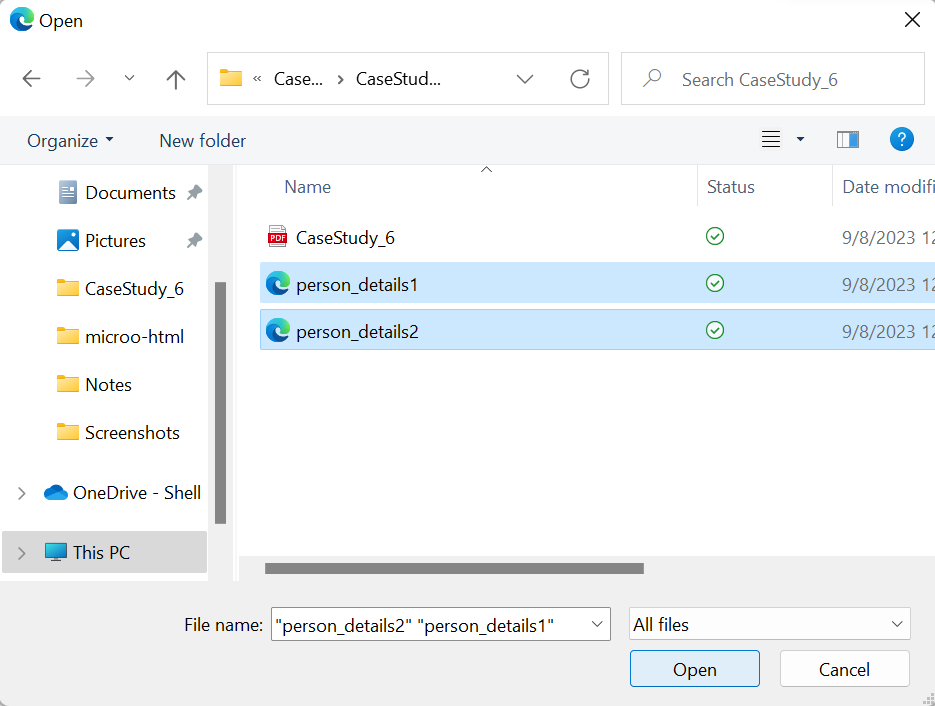 Open
« Case... > CaseStud...
Search CaseStudy_6
Organize
New folder
?
Documents
Pictures
CaseStudy_6
microo-html
Notes
Screenshots
OneDrive - Shell
This PC
Name
Status
Date modifi
PDF CaseStudy_6
9/8/2023 12
person_details1
9/8/2023 12
person_details2
9/8/2023 12
File name: "person_details2" "person_details1"
All files
Open
Cancel